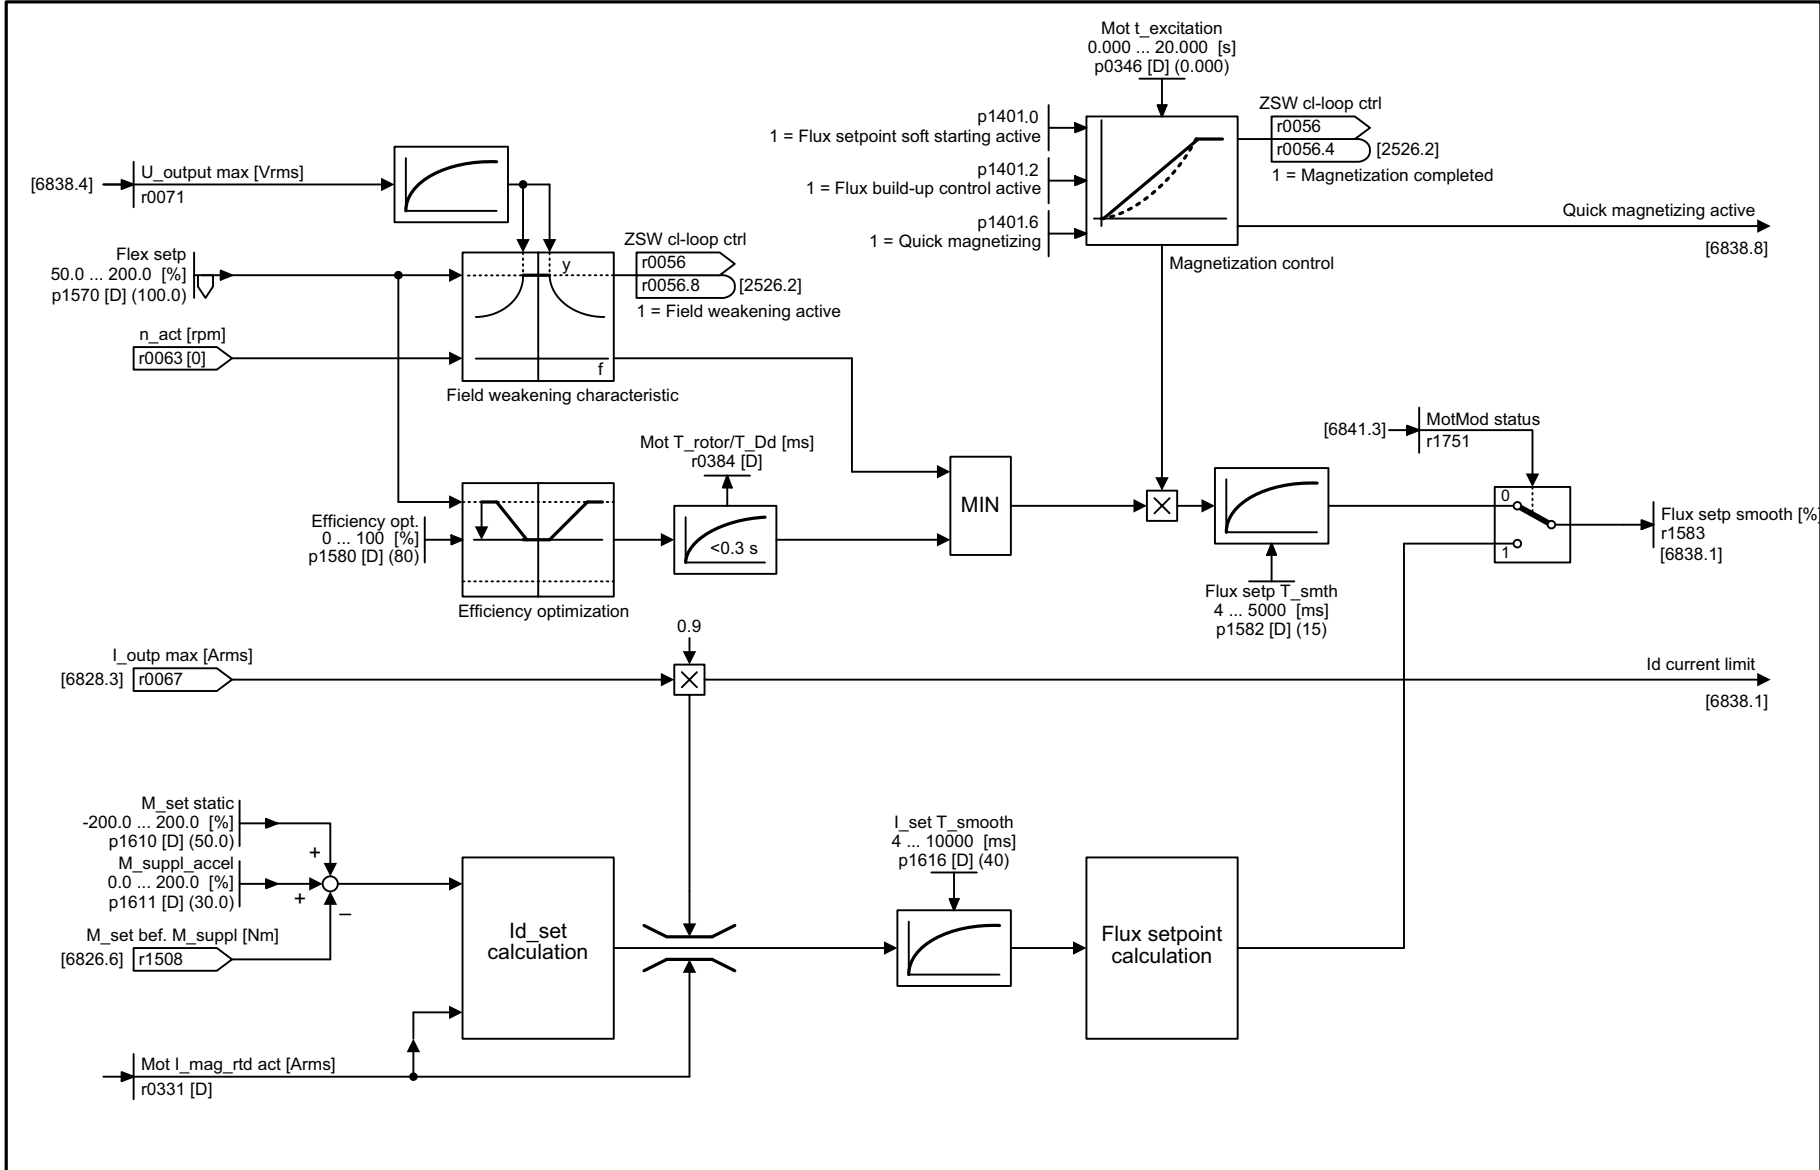 Mot t_excitation
0.000 ... 20.000 [s]
p0346 [D] (0.000)
p1401.0
1 = Flux setpoint soft starting active
p1401.2
1 = Flux build-up control active
p1401.6
1 = Quick magnetizing
ZSW cl-loop ctrl
r0056
r0056.4
[2526.2]
1 = Magnetization completed
Quick magnetizing active
[6838.8]
Magnetization control
[6838.4]
U_output max [Vrms]
r0071
Flex setp
50.0 ... 200.0 [%]
p1570 [D] (100.0)
n_act [rpm]
r0063 [0]
y
f
Field weakening characteristic
ZSW cl-loop ctrl
r0056
r0056.8
[2526.2]
1 = Field weakening active
Mot T_rotor/T_Dd [ms]
r0384 [D]
<0.3 s
Efficiency opt.
0 ... 100 [%]
p1580 [D] (80)
Efficiency optimization
MIN
Flux setp T_smth
4 ... 5000 [ms]
p1582 [D] (15)
[6841.3]
MotMod status
r1751
0
1
Flux setp smooth [%]
r1583
[6838.1]
I_outp max [Arms]
[6828.3]
r0067
0.9
Id current limit
[6838.1]
M_set static
-200.0 ... 200.0 [%]
p1610 [D] (50.0)
+
M_suppl_accel
0.0 ... 200.0 [%]
p1611 [D] (30.0)
+
–
M_set bef. M_suppl [Nm]
[6826.6]
r1508
Id_set
calculation
I_set T_smooth
4 ... 10000 [ms]
p1616 [D] (40)
Flux setpoint
calculation
Mot I_mag_rtd act [Arms]
r0331 [D]